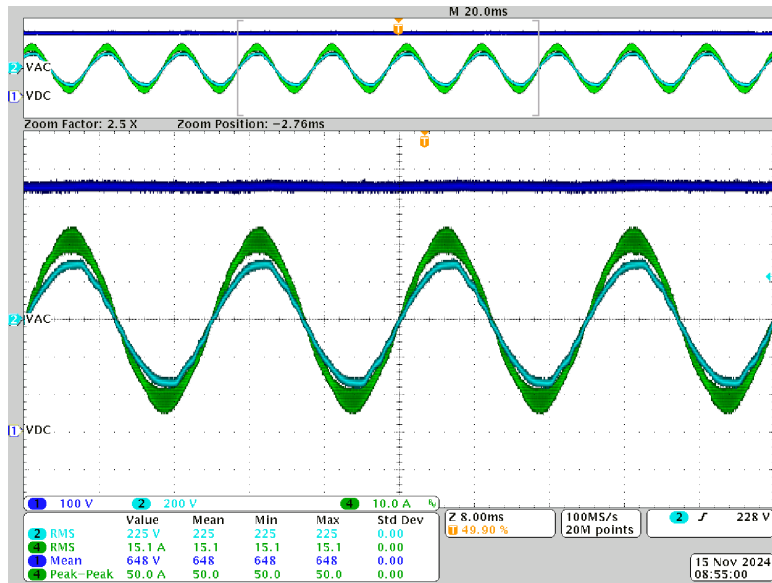 M 20.0ms
T
2 VAC
1 VDC
Zoom Factor: 2.5 X Zoom Position: -2.76ms
T
2 VAC
1 VDC
1 100 V 2 200 V 4 10.0 A
Value Mean Min Max Std Dev
2 RMS 225 V 225 225 225 0.00
4 RMS 15.1 A 15.1 15.1 15.1 0.00
1 Mean 648 V 648 648 648 0.00
4 Peak-Peak 50.0 A 50.0 50.0 50.0 0.00
Z 8.00ms
T 49.90 %
100MS/s
20M points
2 228 V
15 Nov 2024
08:55:00